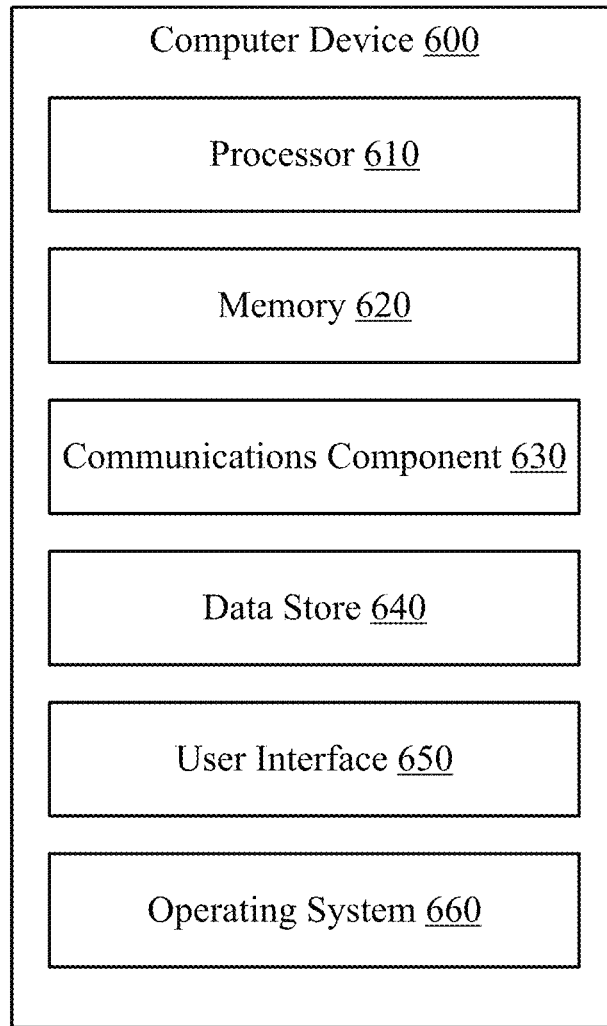 Computer Device 600
Processor 610
Memory 620
Communications Component 630
Data Store 640
User Interface 650
Operating System 660